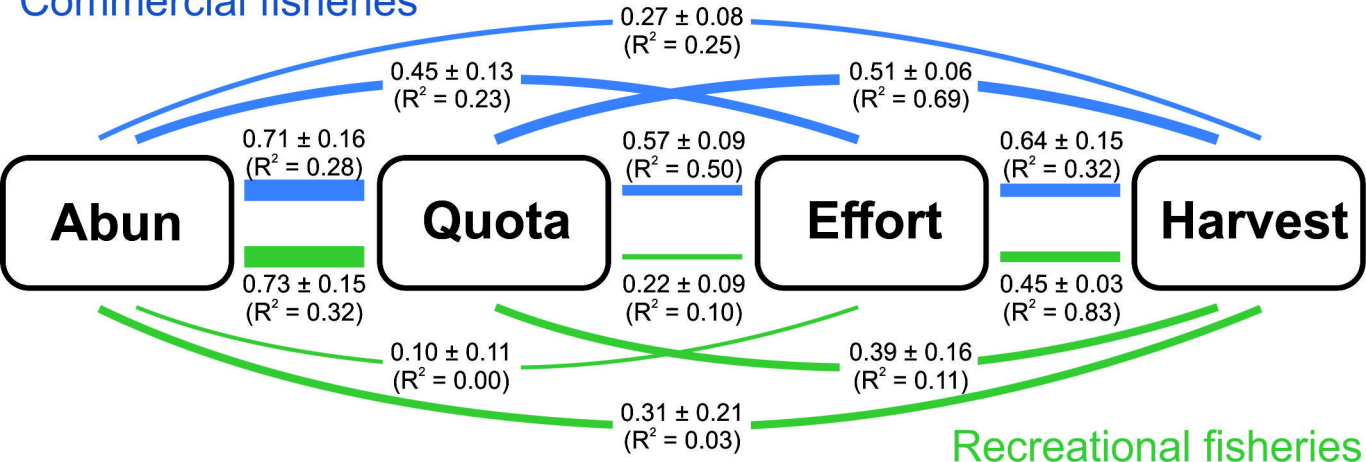 Commercial fisheries
0.27 ± 0.08
(R² = 0.25)
0.45 ± 0.13
(R² = 0.23)
0.51 ± 0.06
(R² = 0.69)
0.71 ± 0.16
(R² = 0.28)
0.57 ± 0.09
(R² = 0.50)
0.64 ± 0.15
(R² = 0.32)
Abun
Quota
Effort
Harvest
0.73 ± 0.15
(R² = 0.32)
0.22 ± 0.09
(R² = 0.10)
0.45 ± 0.03
(R² = 0.83)
0.10 ± 0.11
(R² = 0.00)
0.39 ± 0.16
(R² = 0.11)
0.31 ± 0.21
(R² = 0.03)
Recreational fisheries